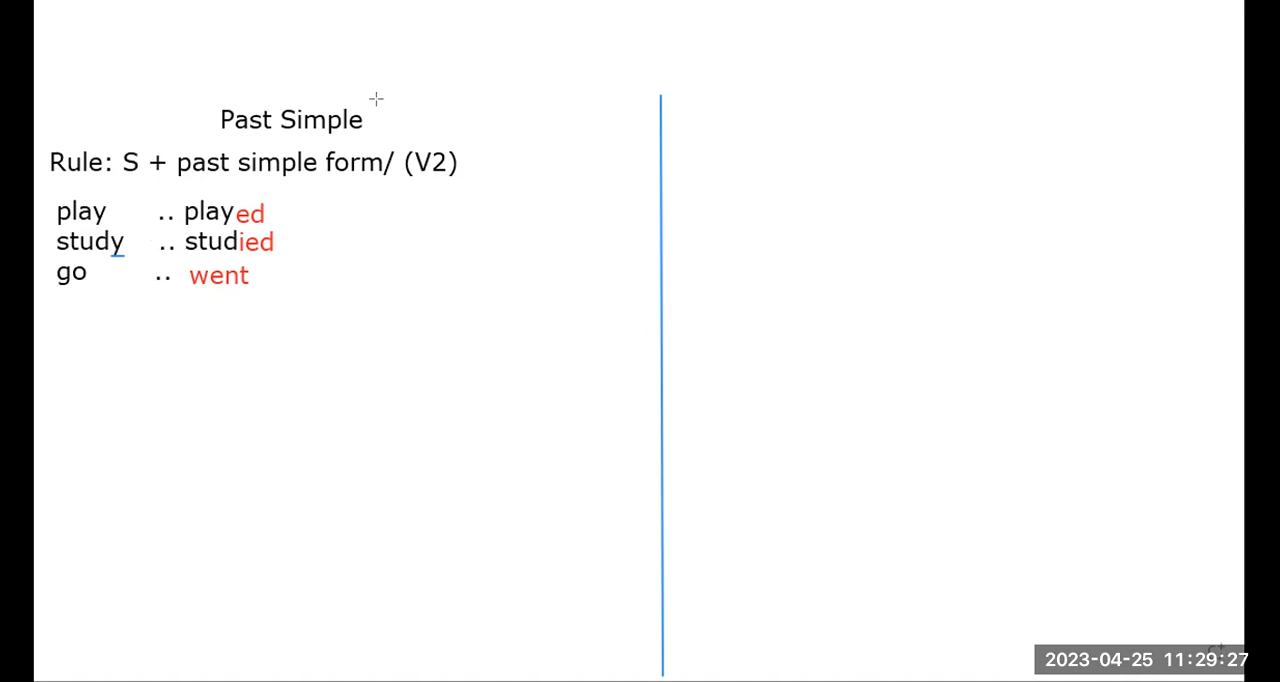 Past Simple
Rule: S + past simple form/ (V2)
play .. played
study .. studied
go .. went
2023-04-25 11:29:27